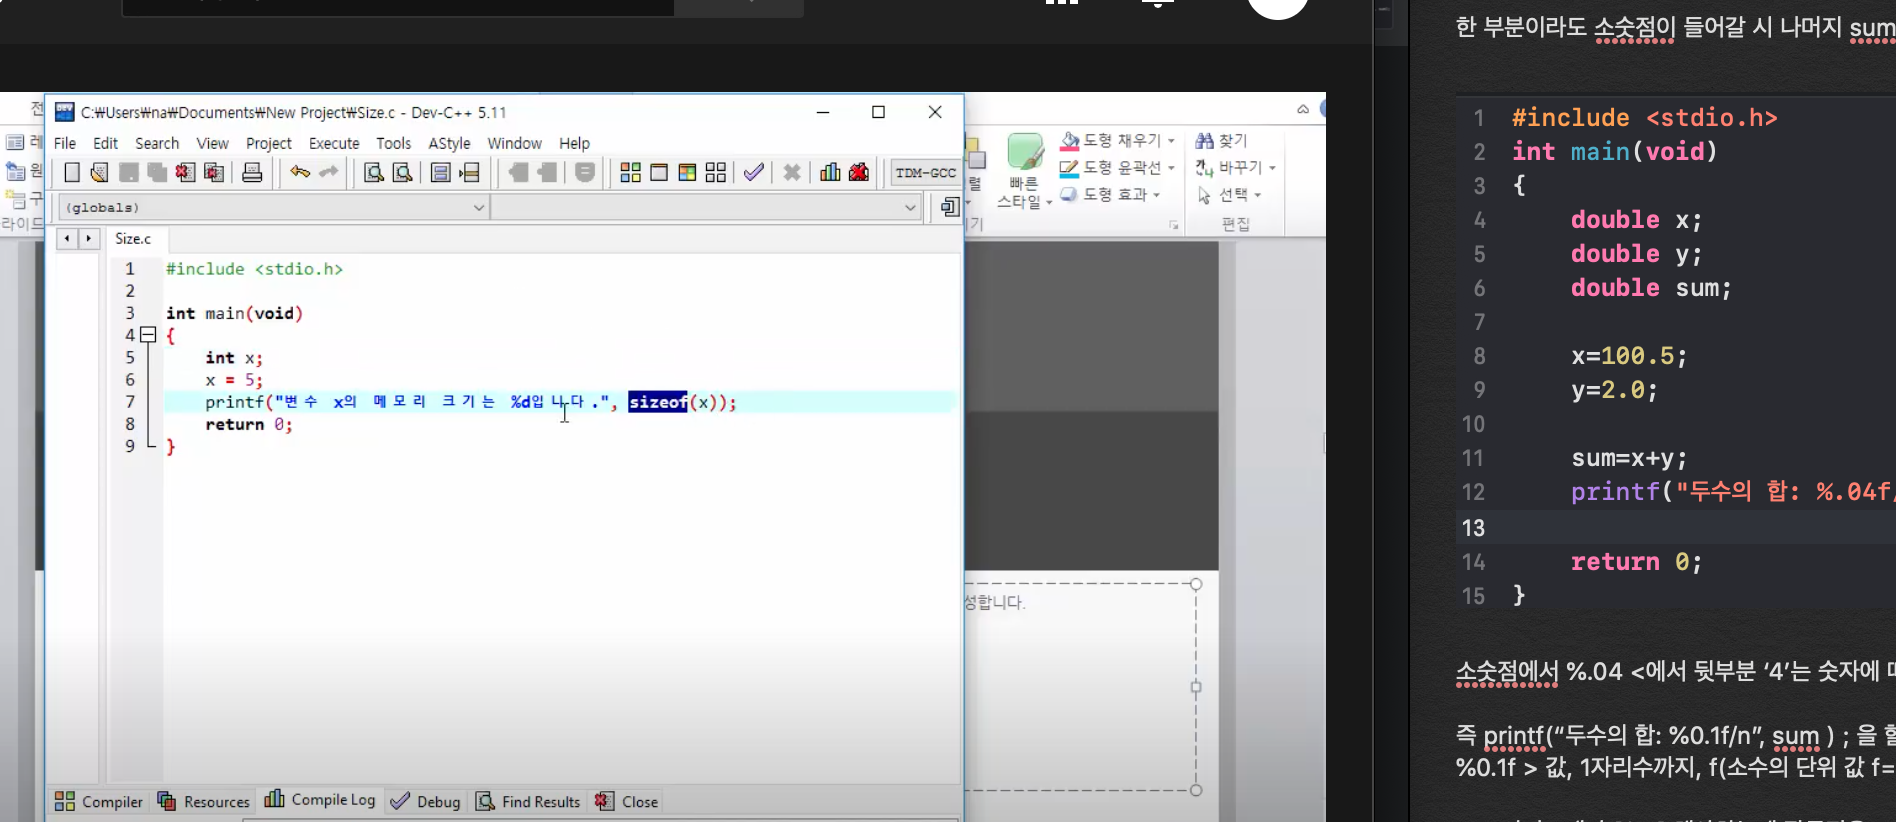 C:₩Users₩na₩Documents₩New Project₩Size.c - Dev-C++ 5.11
File Edit Search View Project Execute Tools AStyle Window Help
TDM-GCC
(globals)
Size.c
1 #include <stdio.h>
2
3 int main(void)
4 {
5 int x;
6 x = 5;
7 printf("변수 x의 메모리 크기는 %d입니다.", sizeof(x));
8 return 0;
9 }
Compiler Resources Compile Log Debug Find Results Close
전
레
원
구
라이드
렬
빠른
스타일
도형 채우기
도형 윤곽선
도형 효과
기
찾기
바꾸기
선택
편집
성합니다.
한 부분이라도 소숫점이 들어갈 시 나머지 sum
1 #include <stdio.h>
2 int main(void)
3 {
4 double x;
5 double y;
6 double sum;
7
8 x=100.5;
9 y=2.0;
10
11 sum=x+y;
12 printf("두수의 합: %.04f/
13
14 return 0;
15 }
소숫점에서 %.04 <에서 뒷부분 ‘4’는 숫자에
즉 printf(“두수의 합: %0.1f/n”, sum ) ; 을
%0.1f > 값, 1자리수까지, f(소수의 단위 값 f=